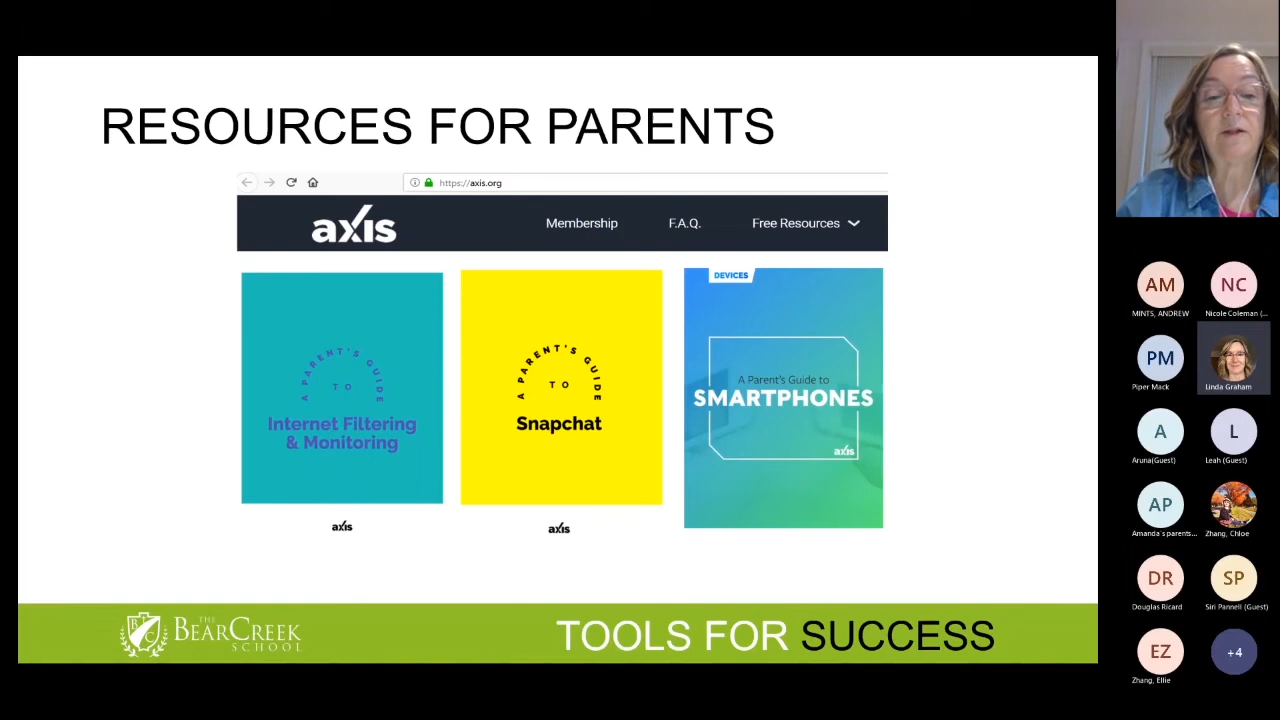 RESOURCES FOR PARENTS
https://axis.org
axis
Membership
F.A.Q.
Free Resources
A PARENT'S GUIDE
TO
Internet Filtering
& Monitoring
axis
A PARENT'S GUIDE
TO
Snapchat
axis
DEVICES
A Parent's Guide to
SMARTPHONES
axis
B
C
THE
BEAR CREEK
SCHOOL
TOOLS FOR SUCCESS
AM
MINTS, ANDREW
NC
Nicole Coleman (...
PM
Piper Mack
Linda Graham
A
Aruna(Guest)
L
Leah (Guest)
AP
Amanda's parents...
Zhang, Chloe
DR
Douglas Ricard
SP
Siri Pannell (Guest)
EZ
Zhang, Ellie
+4